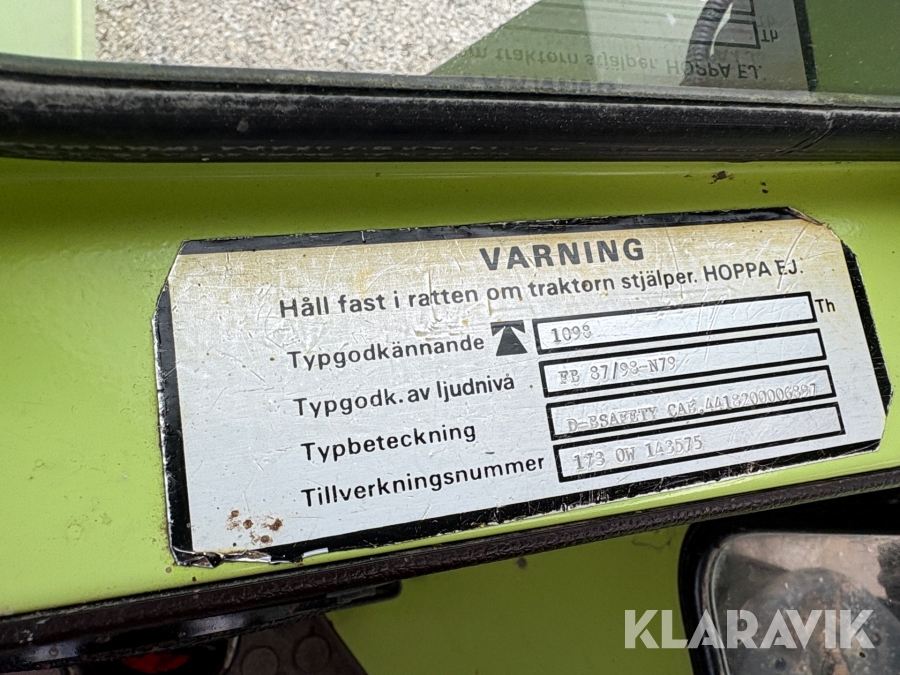 VARNING
Håll fast i ratten om traktorn stjälper. HOPPA EJ.
Typgodkännande T 1098 Th
Typgodk. av ljudnivå FB 87/98-N79
Typbeteckning D-BSAFETY CAB.4418200006897
Tillverkningsnummer 173 OW 143575
KLARAVIK